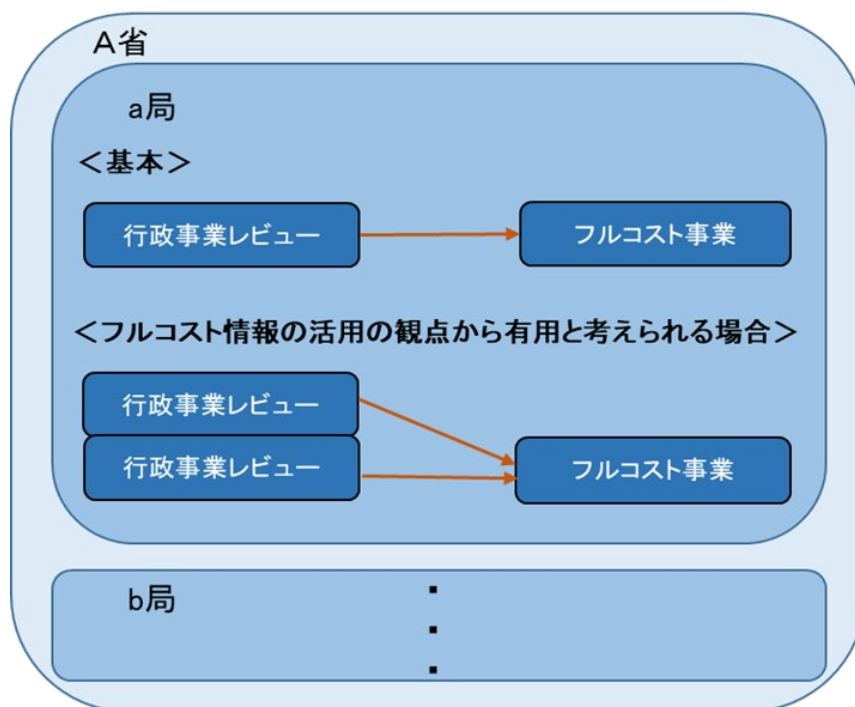 A省
a局
＜基本＞
行政事業レビュー
フルコスト事業
＜フルコスト情報の活用の観点から有用と考えられる場合＞
行政事業レビュー
行政事業レビュー
フルコスト事業
b局